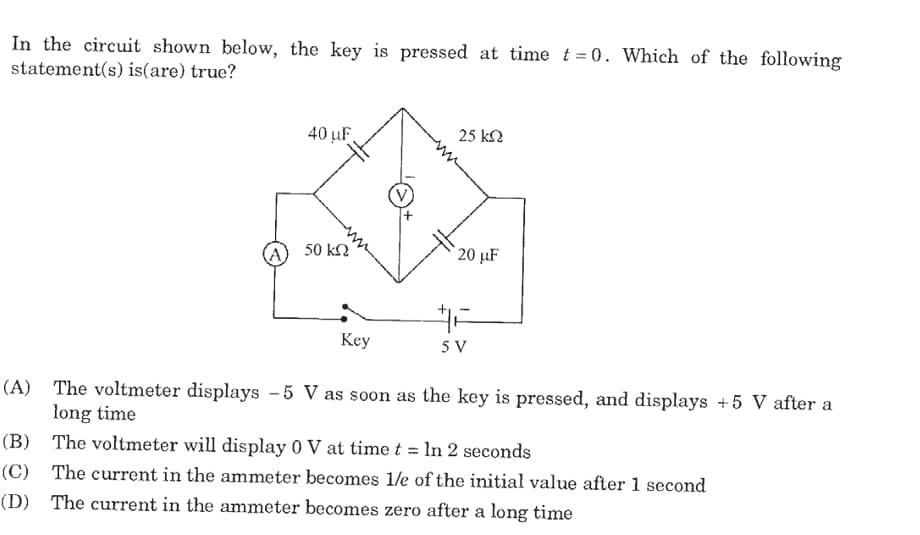 In the circuit shown below, the key is pressed at time t = 0. Which of the following
statement(s) is(are) true?
40 µF
25 kΩ
–
V
+
A
50 kΩ
20 µF
+ –
Key
5 V
(A) The voltmeter displays – 5 V as soon as the key is pressed, and displays + 5 V after a
long time
(B) The voltmeter will display 0 V at time t = ln 2 seconds
(C) The current in the ammeter becomes 1/e of the initial value after 1 second
(D) The current in the ammeter becomes zero after a long time